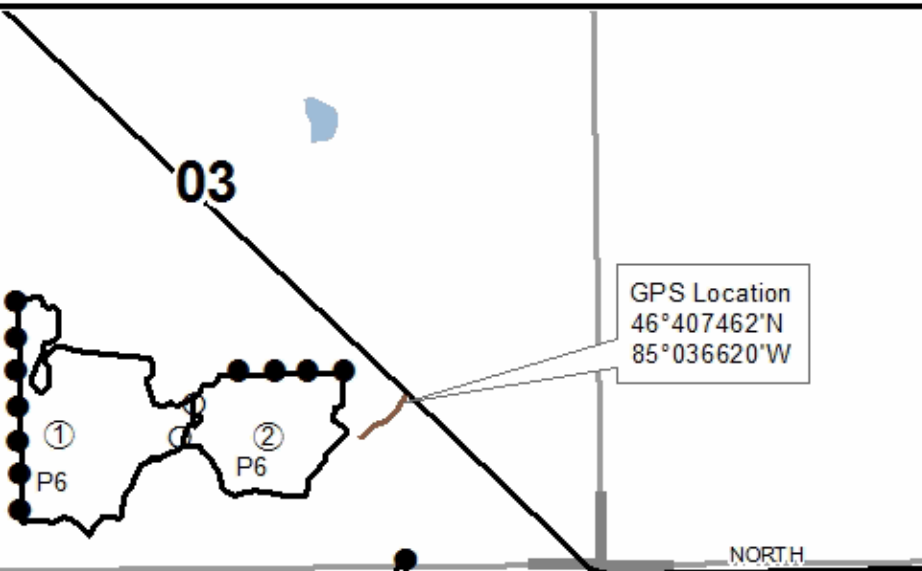 03
GPS Location
46°407462'N
85°036620'W
①
②
P6
P6
NORTH